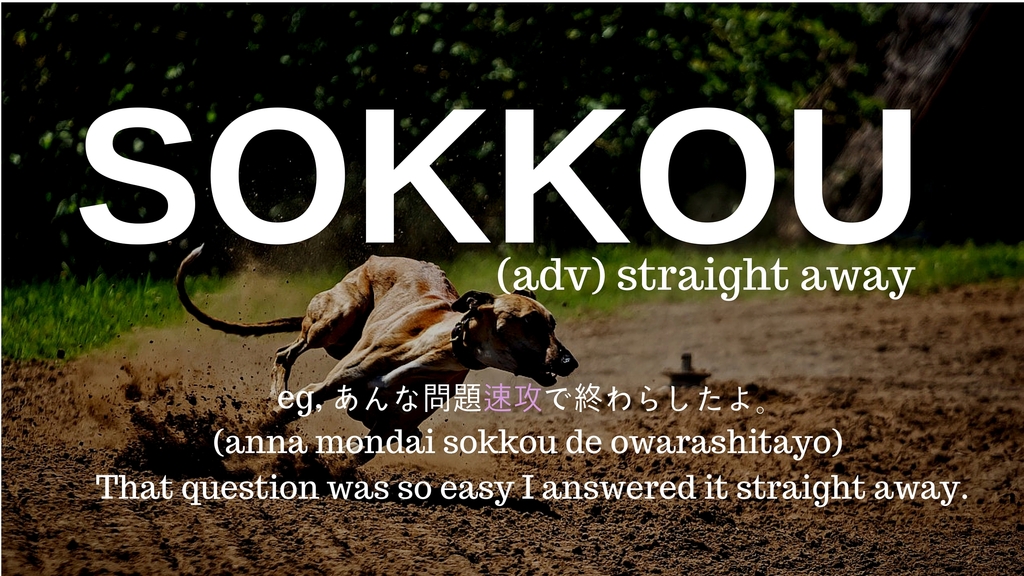 SOKKOU
(adv) straight away
eg, あんな問題速攻で終わらしたよ。
(anna mondai sokkou de owarashitayo)
That question was so easy I answered it straight away.